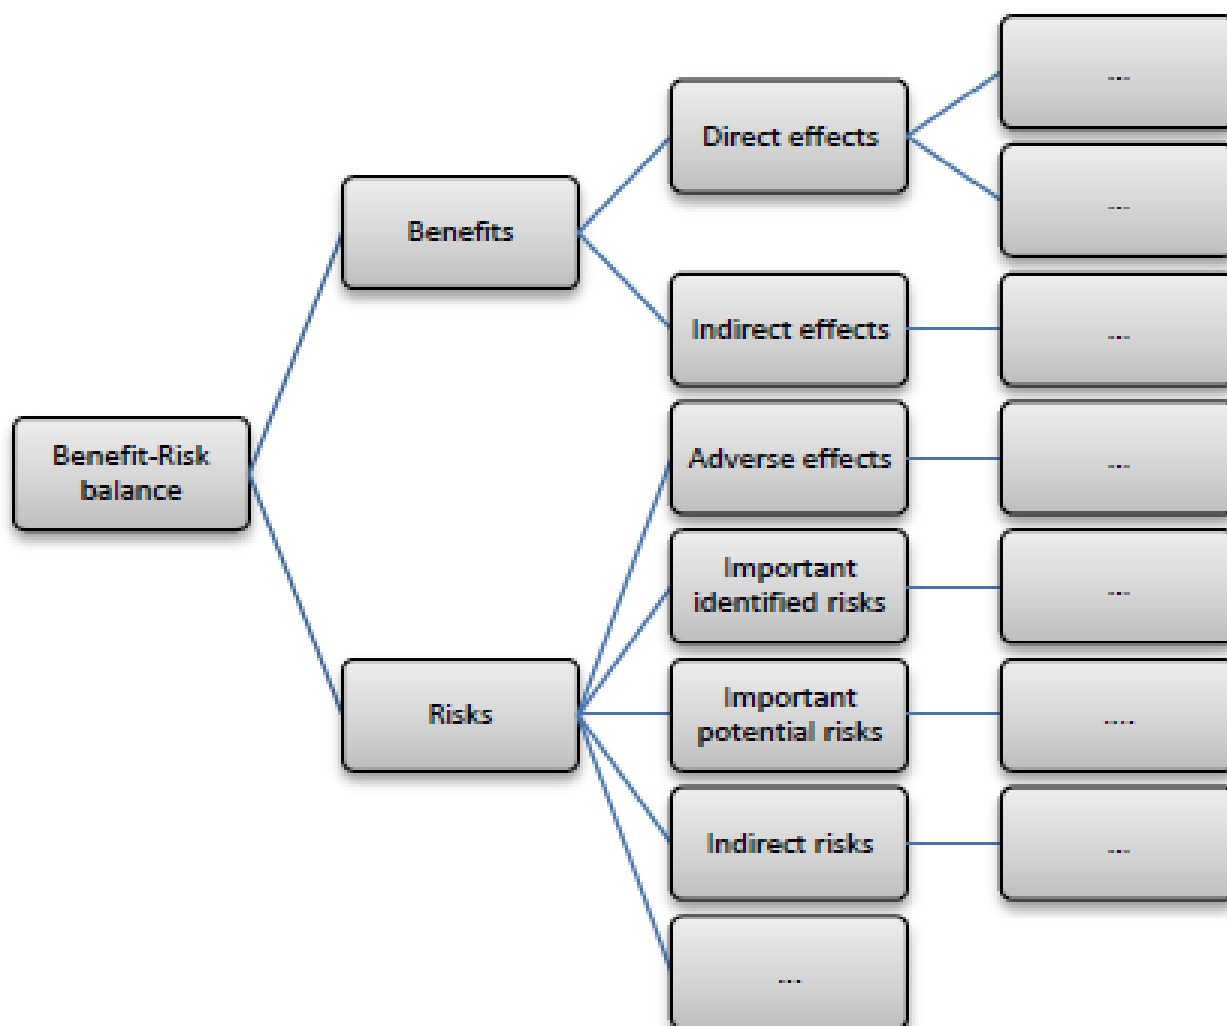 Benefit-Risk
balance
Benefits
Risks
Direct effects
Indirect effects
Adverse effects
Important
identified risks
Important
potential risks
Indirect risks
....
...
...
...
...
...
....
...